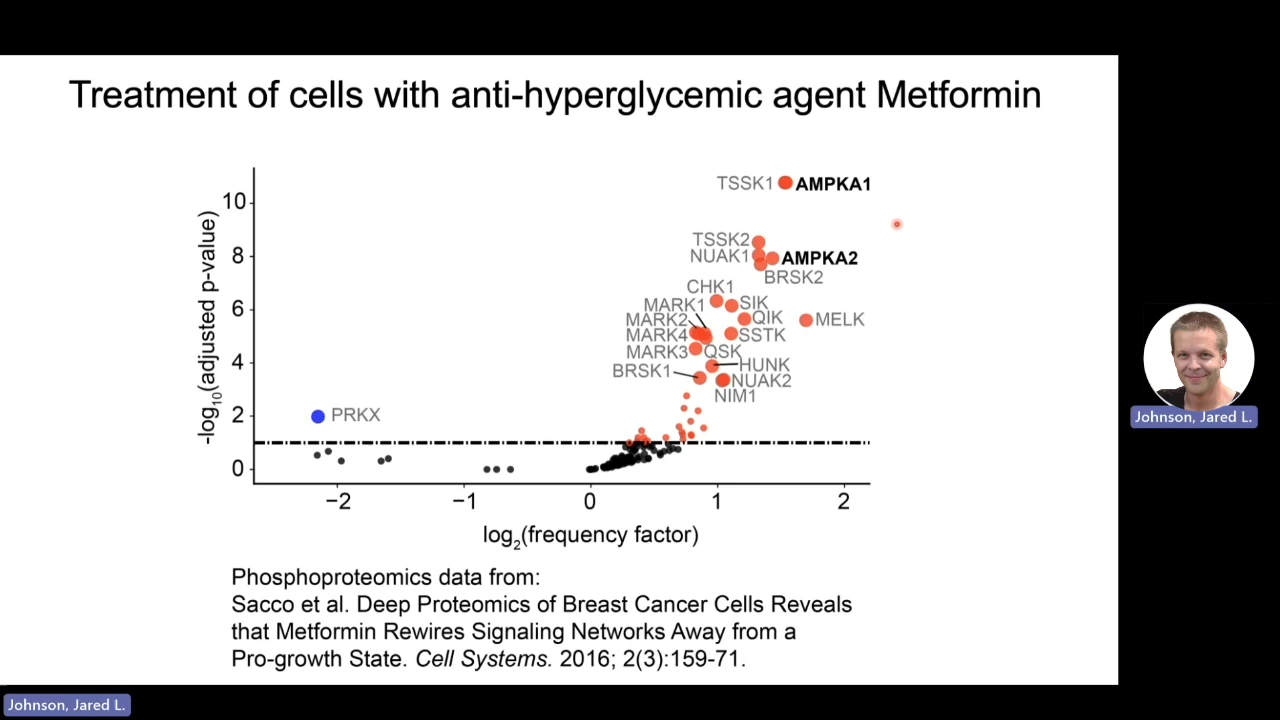 Treatment of cells with anti-hyperglycemic agent Metformin
-log10(adjusted p-value)
10
8
6
4
2
0
TSSK1
AMPKA1
TSSK2
NUAK1
AMPKA2
BRSK2
CHK1
MARK1
SIK
MARK2
QIK
MELK
MARK4
SSTK
MARK3
QSK
HUNK
BRSK1
NUAK2
NIM1
PRKX
−2
−1
0
1
2
log2(frequency factor)
Phosphoproteomics data from:
Sacco et al. Deep Proteomics of Breast Cancer Cells Reveals
that Metformin Rewires Signaling Networks Away from a
Pro-growth State. Cell Systems. 2016; 2(3):159-71.
Johnson, Jared L.
Johnson, Jared L.